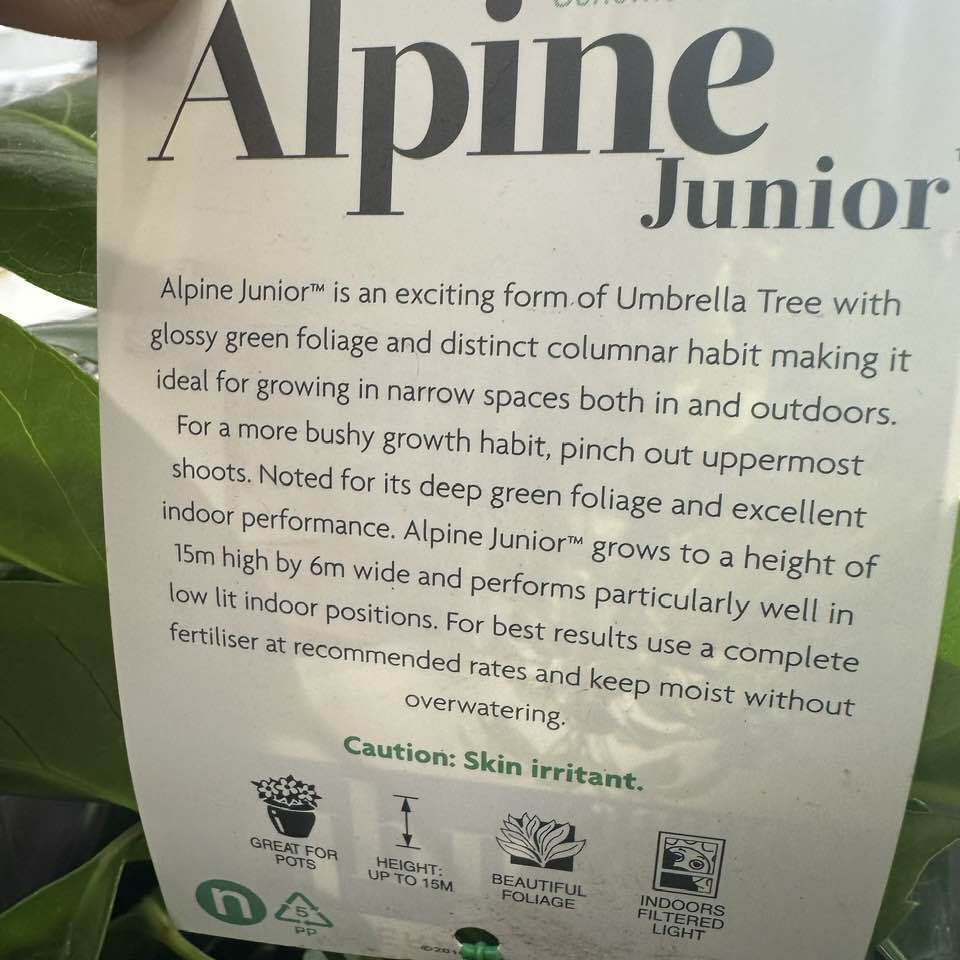 Alpine
Junior
Alpine Junior™ is an exciting form of Umbrella Tree with
glossy green foliage and distinct columnar habit making it
ideal for growing in narrow spaces both in and outdoors.
For a more bushy growth habit, pinch out uppermost
shoots. Noted for its deep green foliage and excellent
indoor performance. Alpine Junior™ grows to a height of
15m high by 6m wide and performs particularly well in
low lit indoor positions. For best results use a complete
fertiliser at recommended rates and keep moist without
overwatering.
Caution: Skin irritant.
GREAT FOR
POTS
HEIGHT:
UP TO 15M
BEAUTIFUL
FOLIAGE
INDOORS
FILTERED
LIGHT
n
5
PP